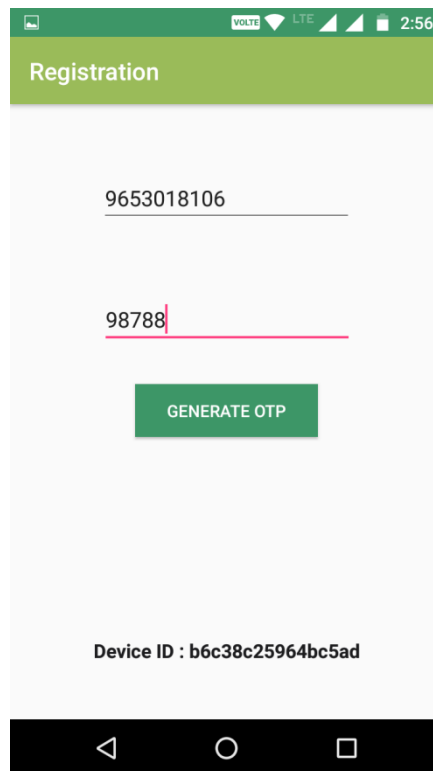 VOLTE LTE 2:56
Registration
9653018106
98788
GENERATE OTP
Device ID : b6c38c25964bc5ad